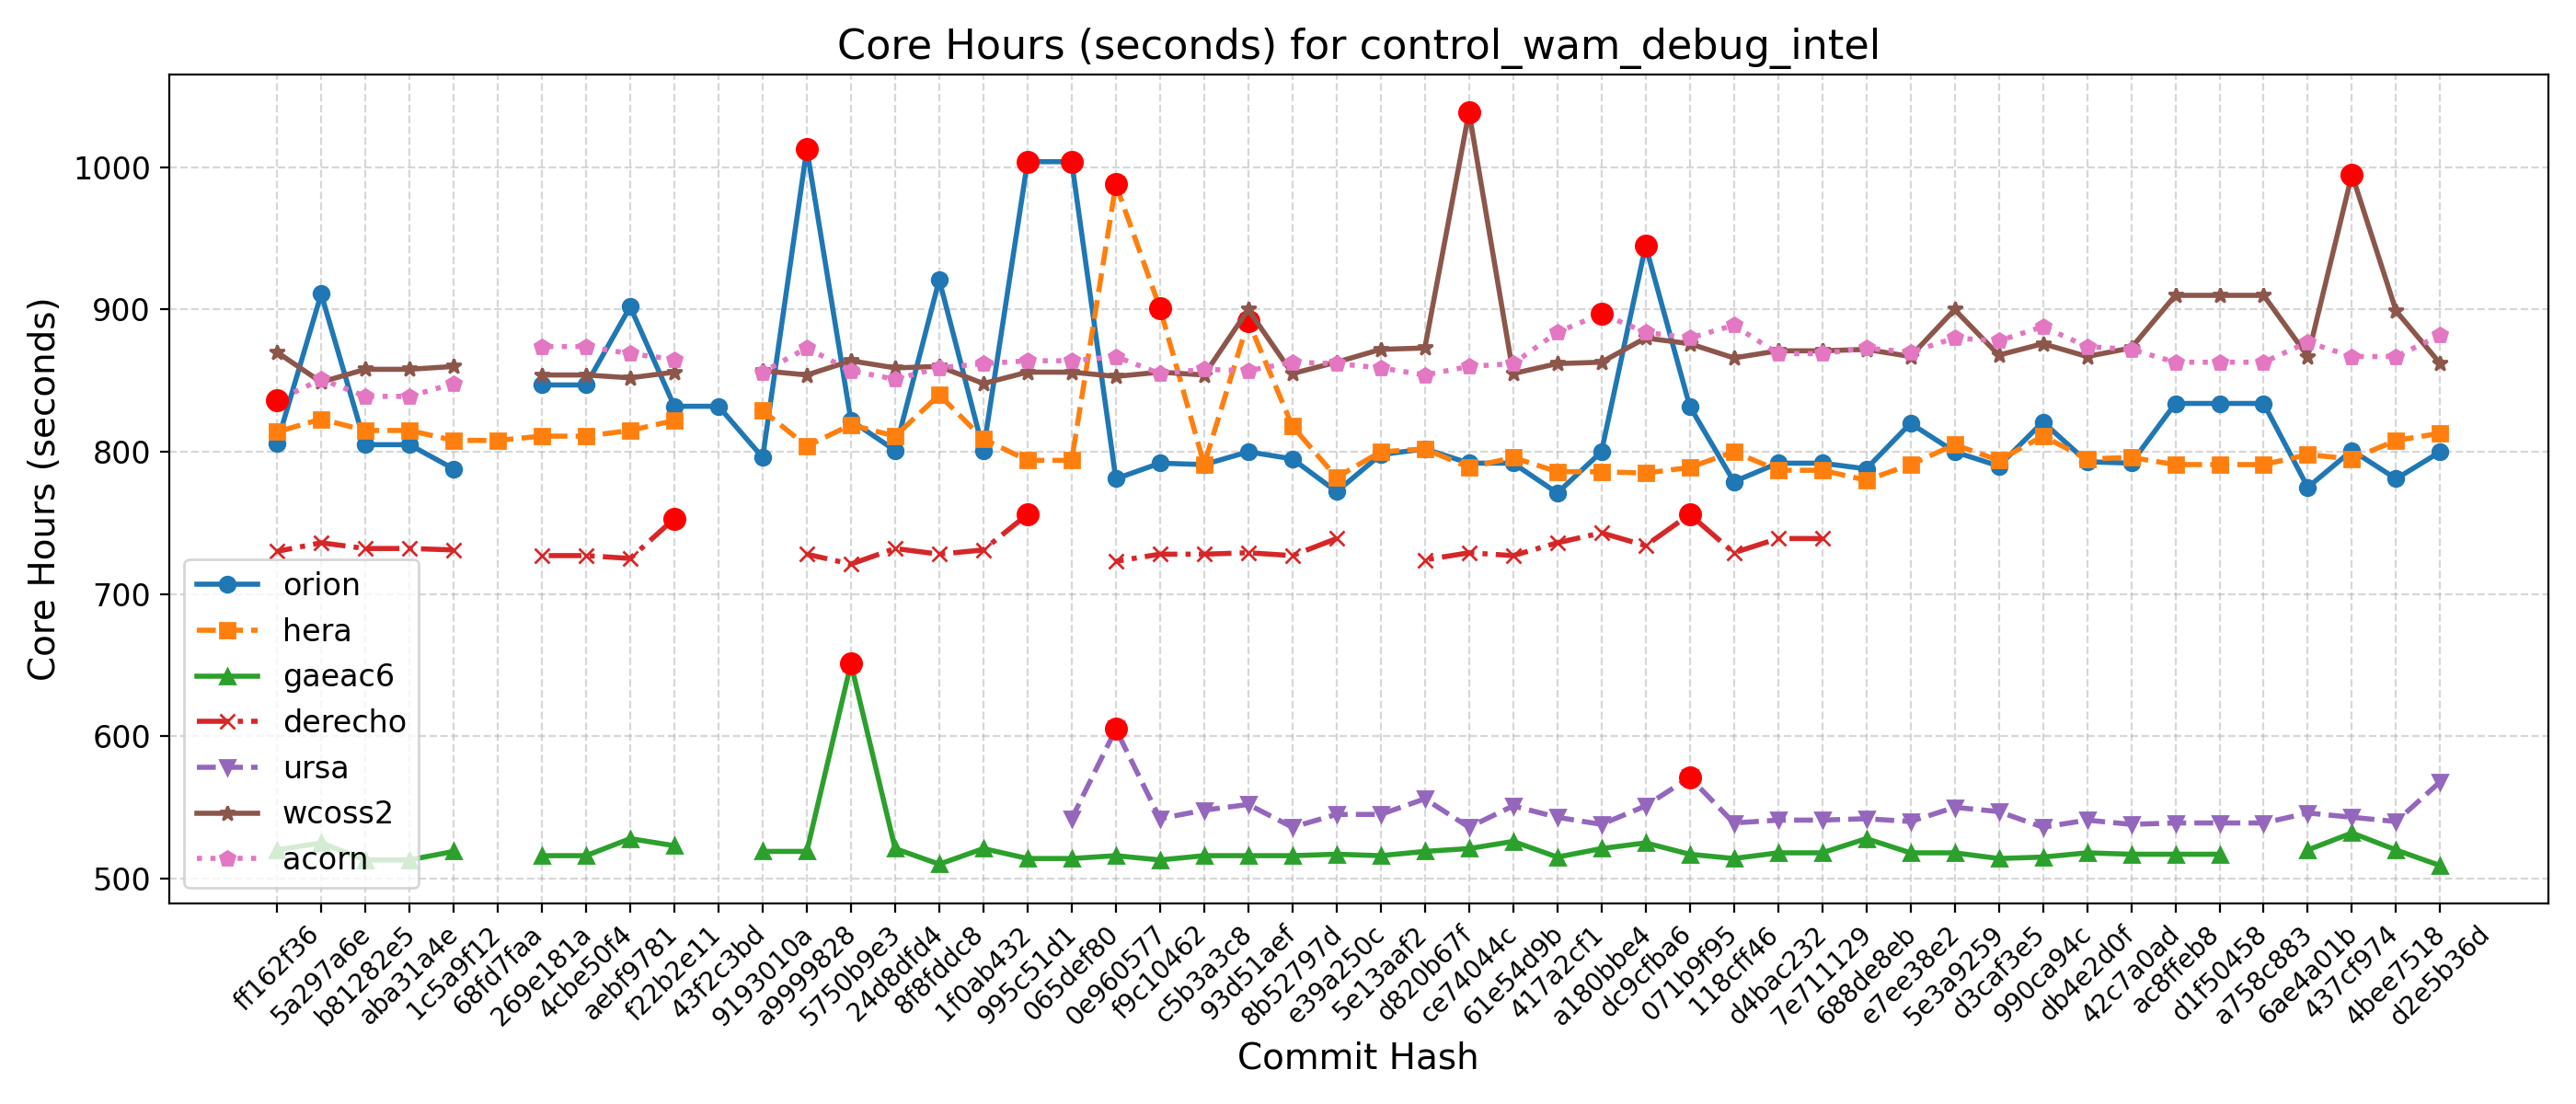 Core Hours (seconds) for control_wam_debug_intel
Core Hours (seconds)
1000
900
800
700
600
500
orion
hera
gaeac6
derecho
ursa
wcoss2
acorn
ff162f36
5a297a6e
b81282e5
aba31a4e
1c5a9f12
68fd7faa
269e181a
4cbe50f4
aebf9781
f22b2e11
43f2c3bd
9193010a
a9999828
5750b9e3
24d8dfd4
8f8fddc8
1f0ab432
995c51d1
065def80
0e960577
f9c10462
c5b3a3c8
93d51aef
8b52797d
e39a250c
5e13aaf2
d820b67f
ce74044c
61e54d9b
417a2cf1
a180bbe4
dc9cfba6
071b9f95
118cff46
d4bac232
7e711129
688de8eb
e7ee38e2
5e3a9259
d3caf3e5
990ca94c
db4e2d0f
42c7a0ad
ac8ffeb8
d1f50458
a758c883
6ae4a01b
437cf974
4bee7518
d2e5b36d
Commit Hash